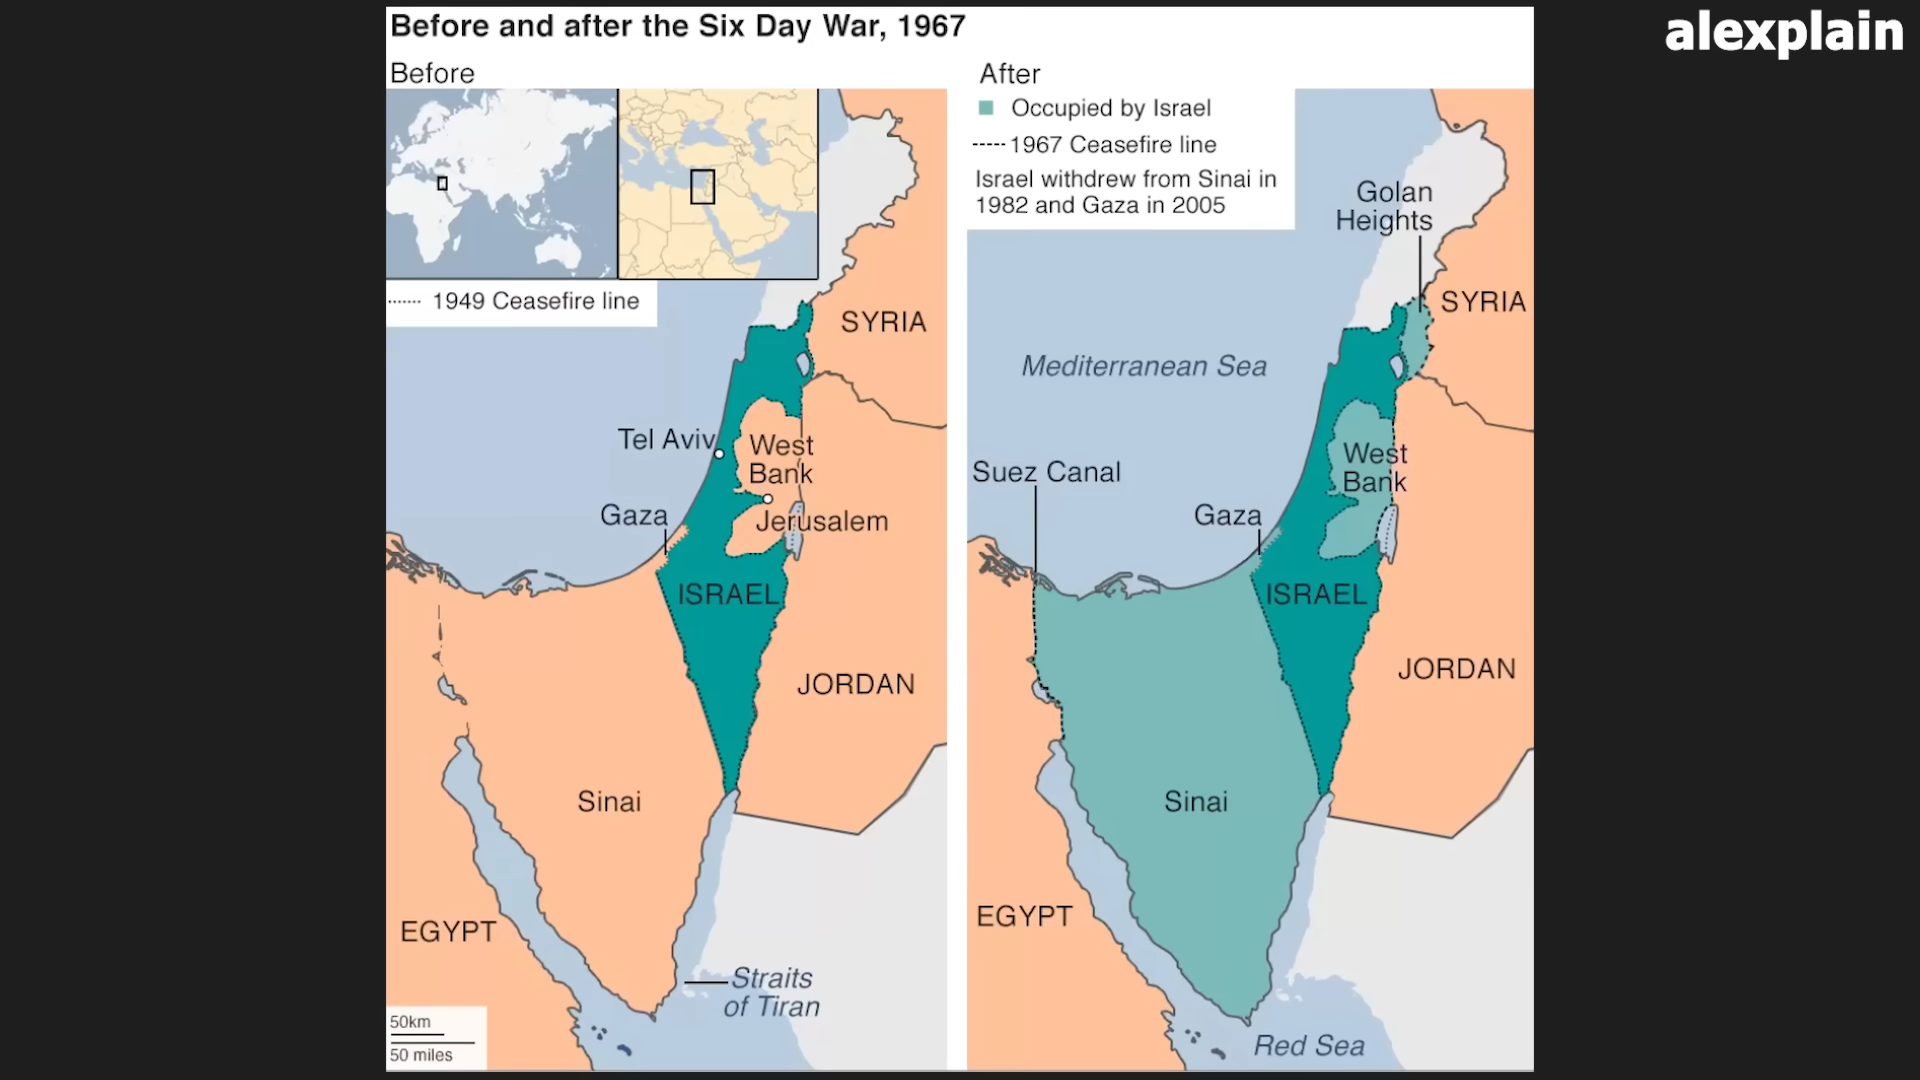 alexplain
Before and after the Six Day War, 1967
Before
1949 Ceasefire line
SYRIA
Tel Aviv
West
Bank
Gaza
Jerusalem
ISRAEL
JORDAN
Sinai
EGYPT
Straits
of Tiran
50km
50 miles
After
Occupied by Israel
1967 Ceasefire line
Israel withdrew from Sinai in
1982 and Gaza in 2005
Golan
Heights
SYRIA
Mediterranean Sea
West
Bank
Suez Canal
Gaza
ISRAEL
JORDAN
Sinai
EGYPT
Red Sea